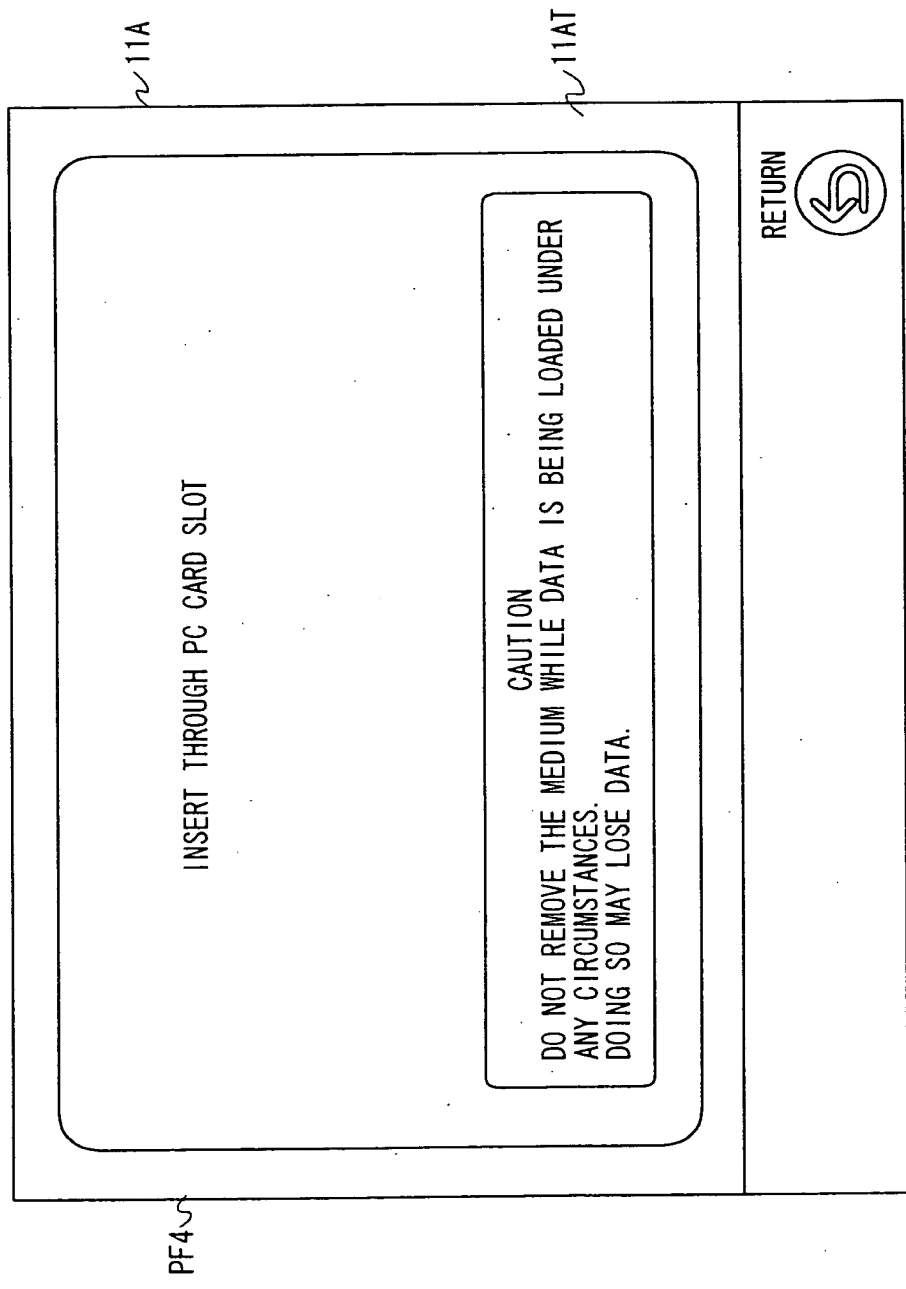 11A
11AT
PF4
INSERT THROUGH PC CARD SLOT
CAUTION
DO NOT REMOVE THE MEDIUM WHILE DATA IS BEING LOADED UNDER
ANY CIRCUMSTANCES.
DOING SO MAY LOSE DATA.
RETURN